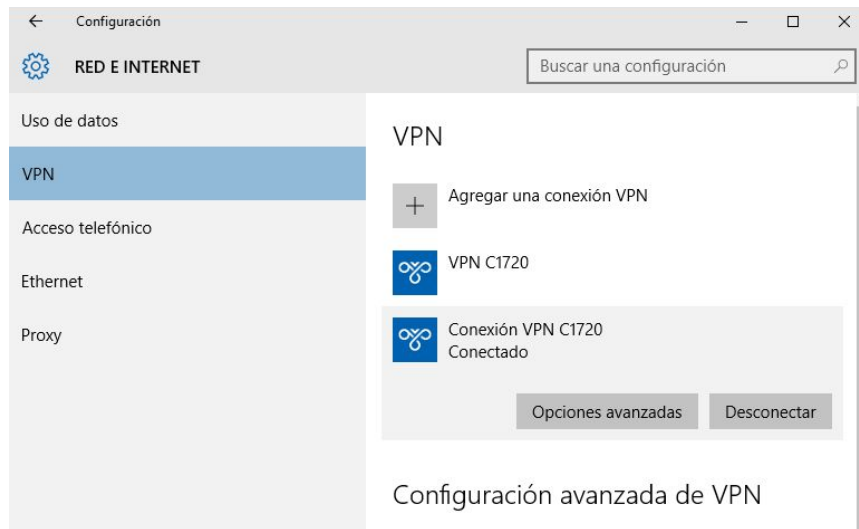 Configuración
RED E INTERNET
Buscar una configuración
Uso de datos
VPN
Acceso telefónico
Ethernet
Proxy
VPN
Agregar una conexión VPN
VPN C1720
Conexión VPN C1720
Conectado
Opciones avanzadas
Desconectar
Configuración avanzada de VPN